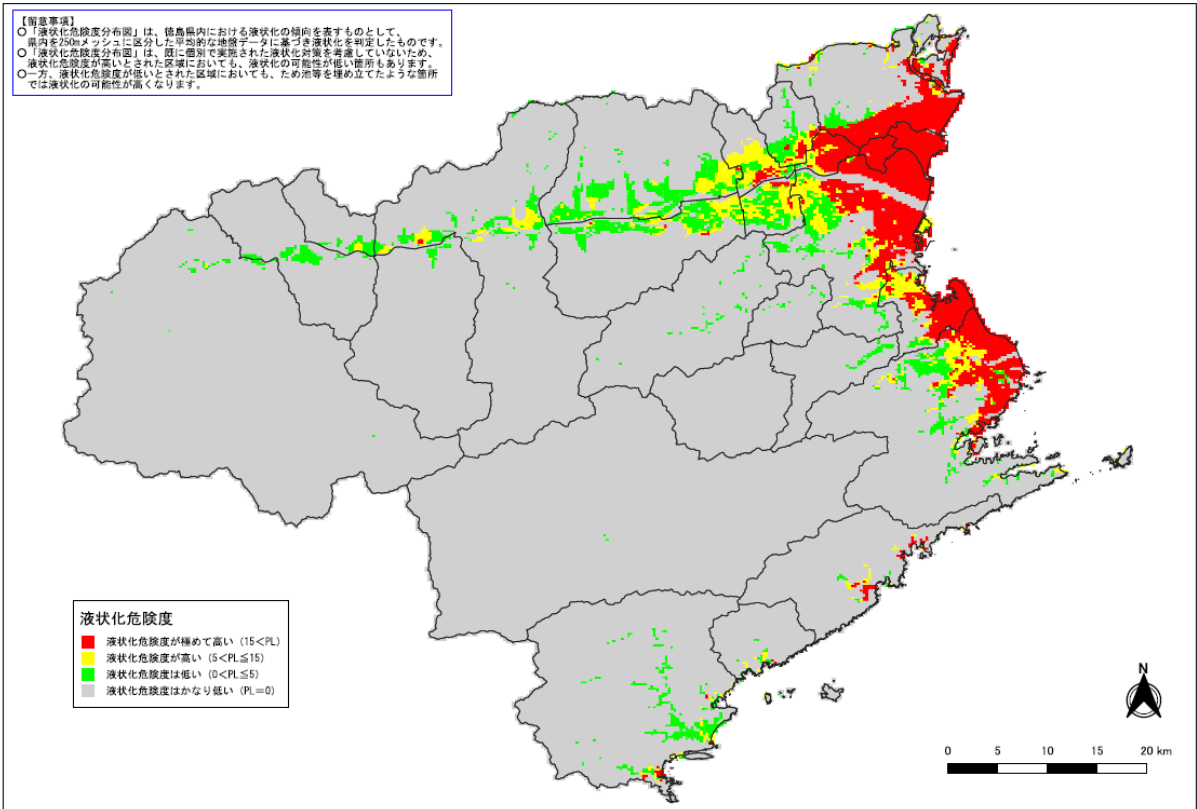 【留意事項】
○「液状化危険度分布図」は、徳島県内における液状化の傾向を表すものとして、
県内を250mメッシュに区分した平均的な地盤データに基づき液状化を判定したものです。
○「液状化危険度分布図」は、既に個別で実施された液状化対策を考慮していないため、
液状化危険度が高いとされた区域においても、液状化の可能性が低い箇所もあります。
○一方、液状化危険度が低いとされた区域においても、ため池等を埋め立てたような箇所
では液状化の可能性が高くなります。
液状化危険度
液状化危険度が極めて高い (15<PL)
液状化危険度が高い (5<PL≦15)
液状化危険度は低い (0<PL≦5)
液状化危険度はかなり低い (PL=0)
N
0 5 10 15 20 km